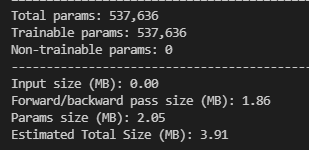 Total params: 537,636
Trainable params: 537,636
Non-trainable params: 0
----------------------------------------------------------------
Input size (MB): 0.00
Forward/backward pass size (MB): 1.86
Params size (MB): 2.05
Estimated Total Size (MB): 3.91